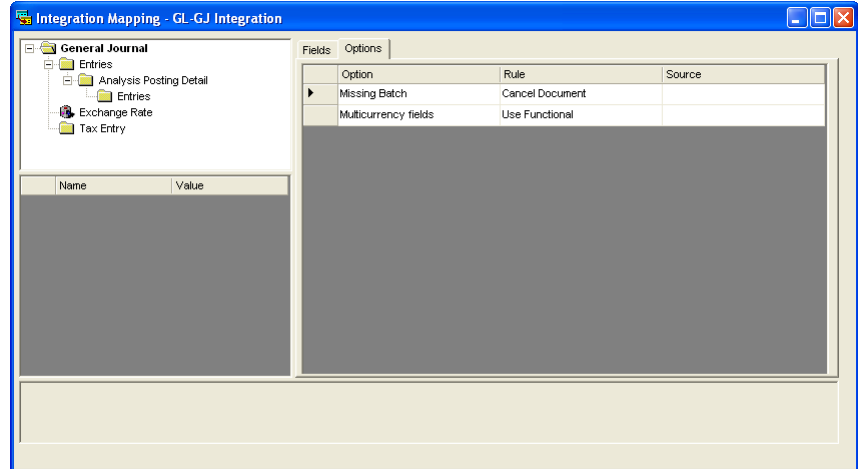 Integration Mapping - GL-GJ Integration
General Journal
Entries
Analysis Posting Detail
Entries
Exchange Rate
Tax Entry
Name Value
Fields Options
Option Rule Source
Missing Batch Cancel Document
Multicurrency fields Use Functional